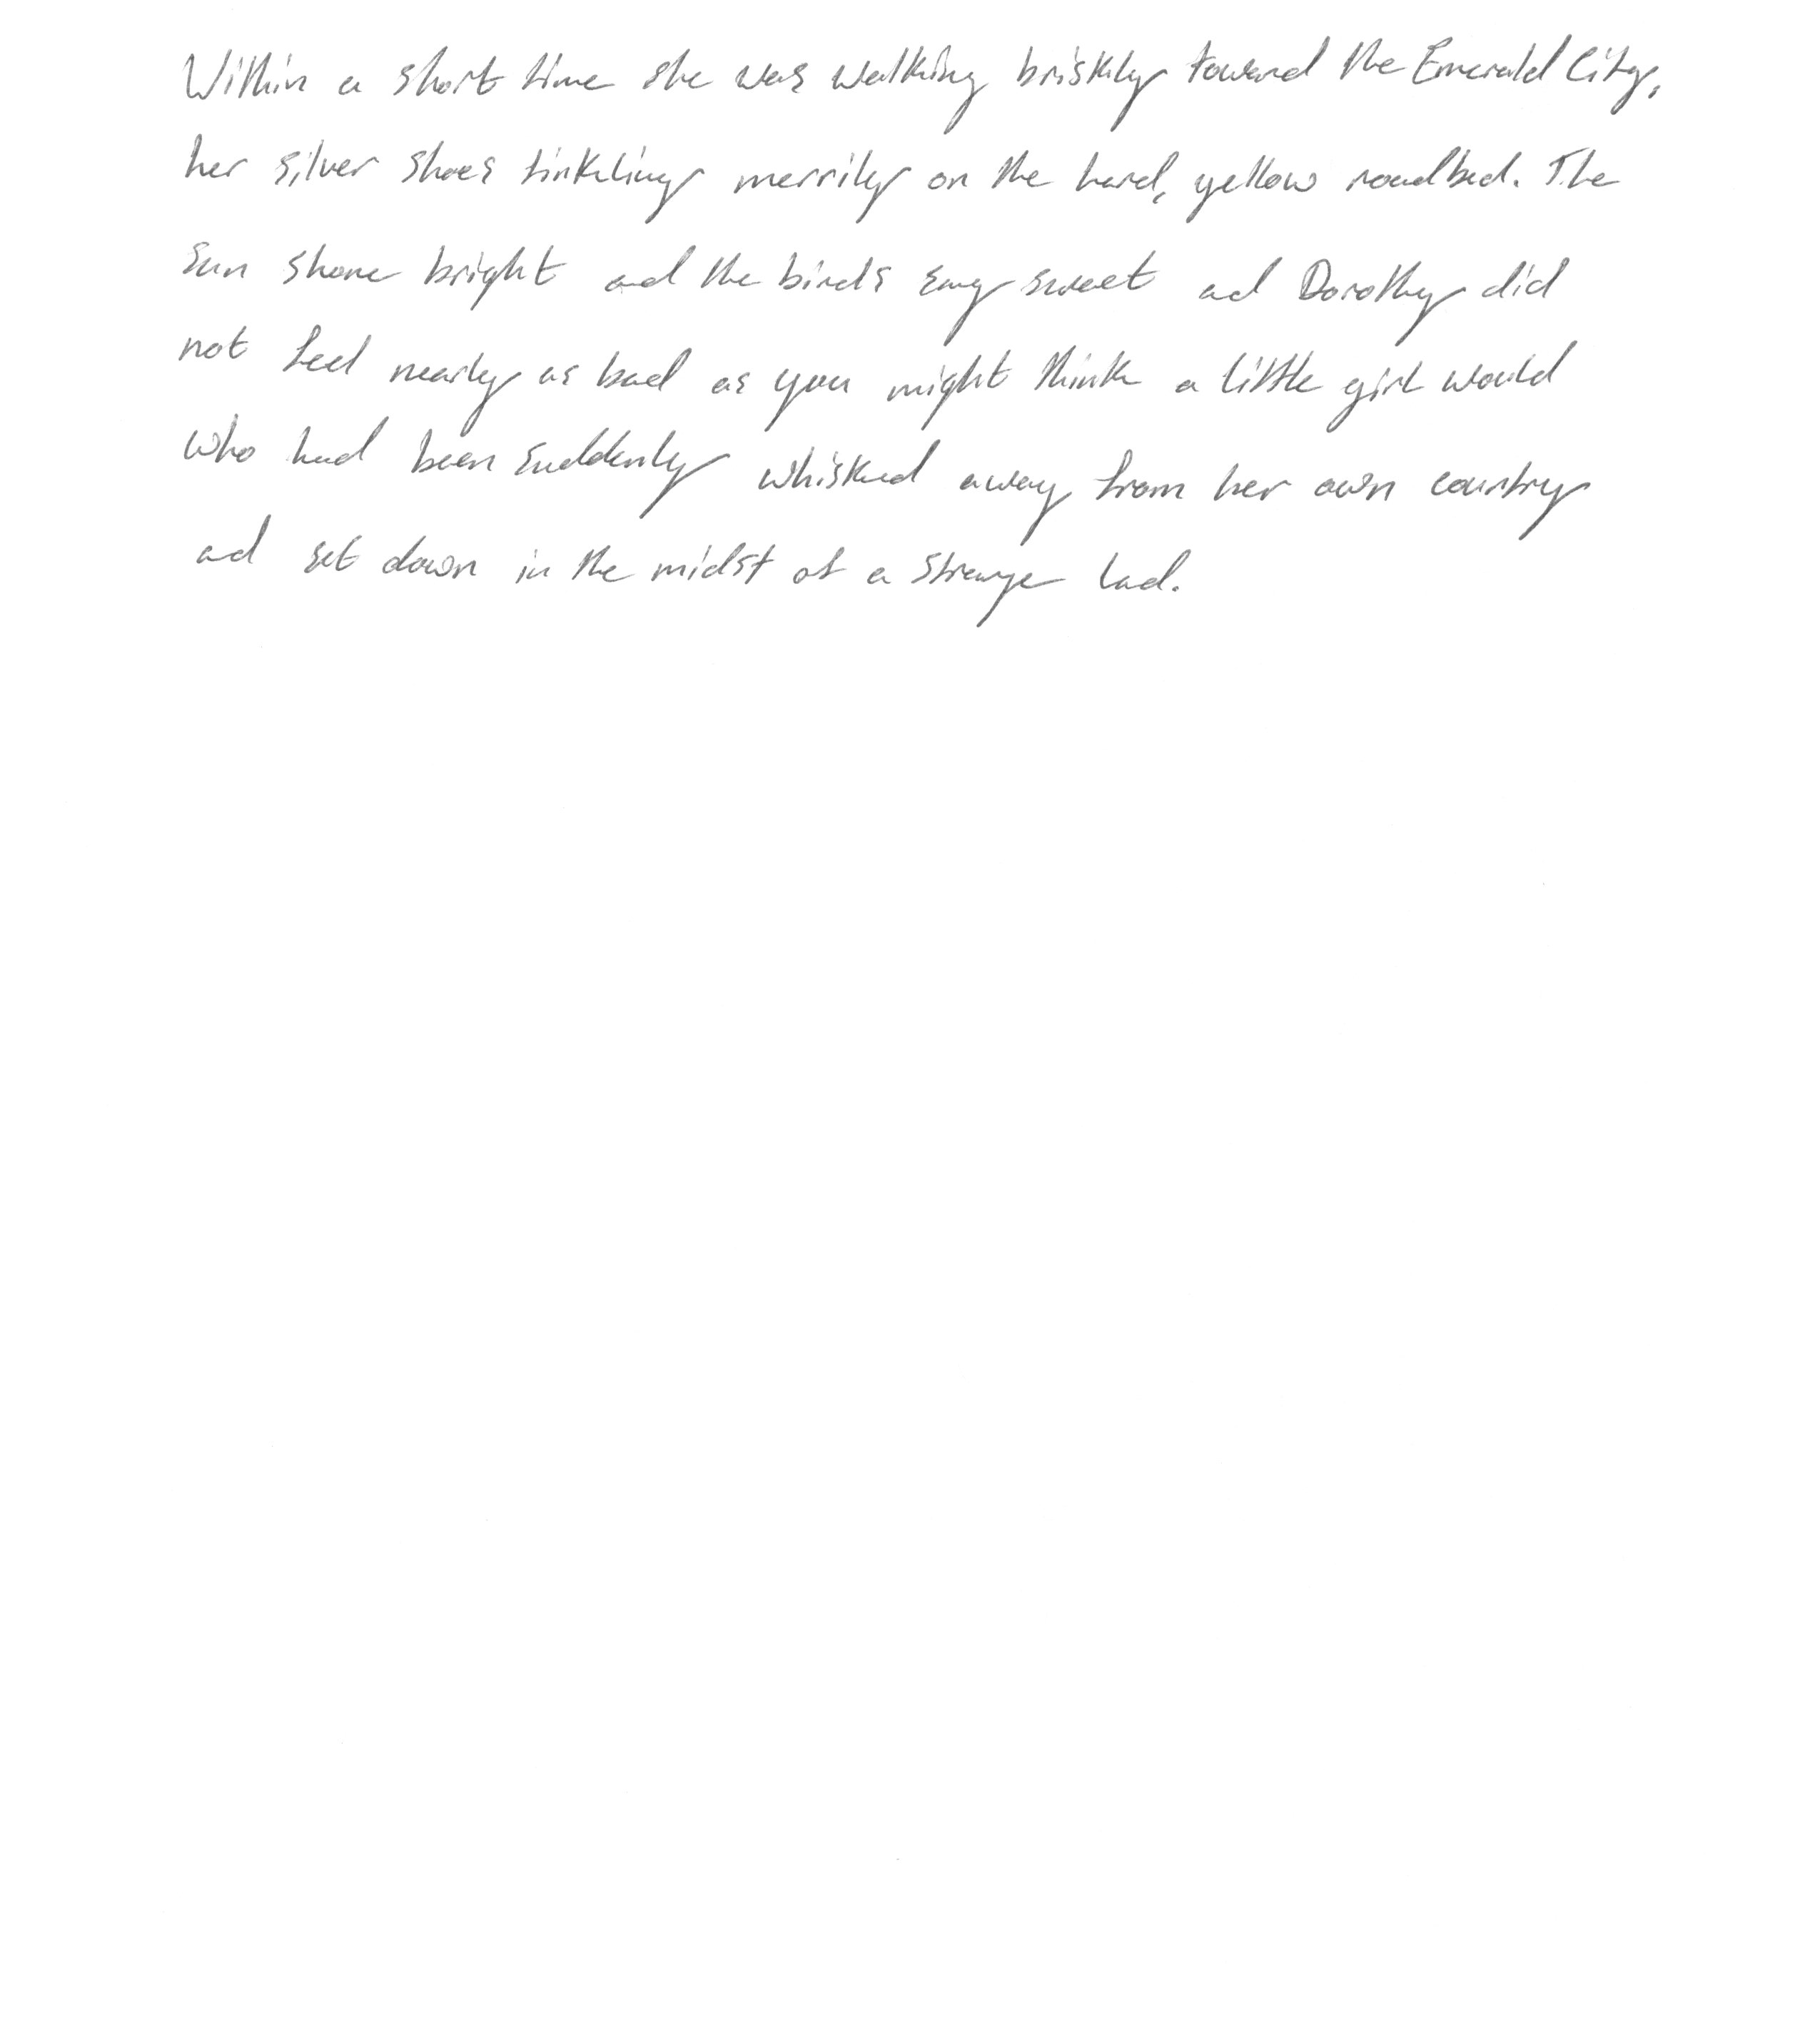 Within a short time she was walking briskly toward the Emerald City,
her silver shoes tinkling merrily on the hard, yellow roadbed. The
sun shone bright and the birds sang sweet and Dorothy did
not feel nearly as bad as you might think a little girl would
who had been suddenly whisked away from her own country
and set down in the midst of a strange land.